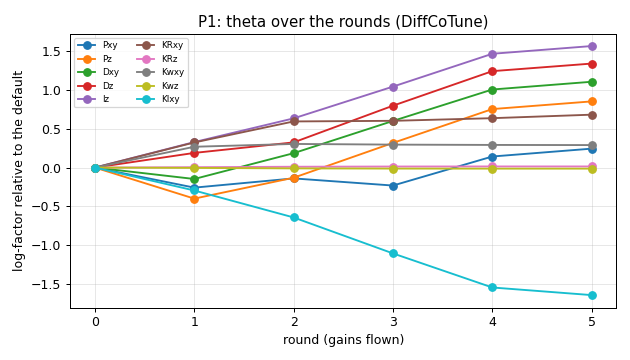 P1: theta over the rounds (DiffCoTune)
log-factor relative to the default
1.5
1.0
0.5
0.0
−0.5
−1.0
−1.5
Pxy
Pz
Dxy
Dz
Iz
KRxy
KRz
Kwxy
Kwz
KIxy
0 1 2 3 4 5
round (gains flown)